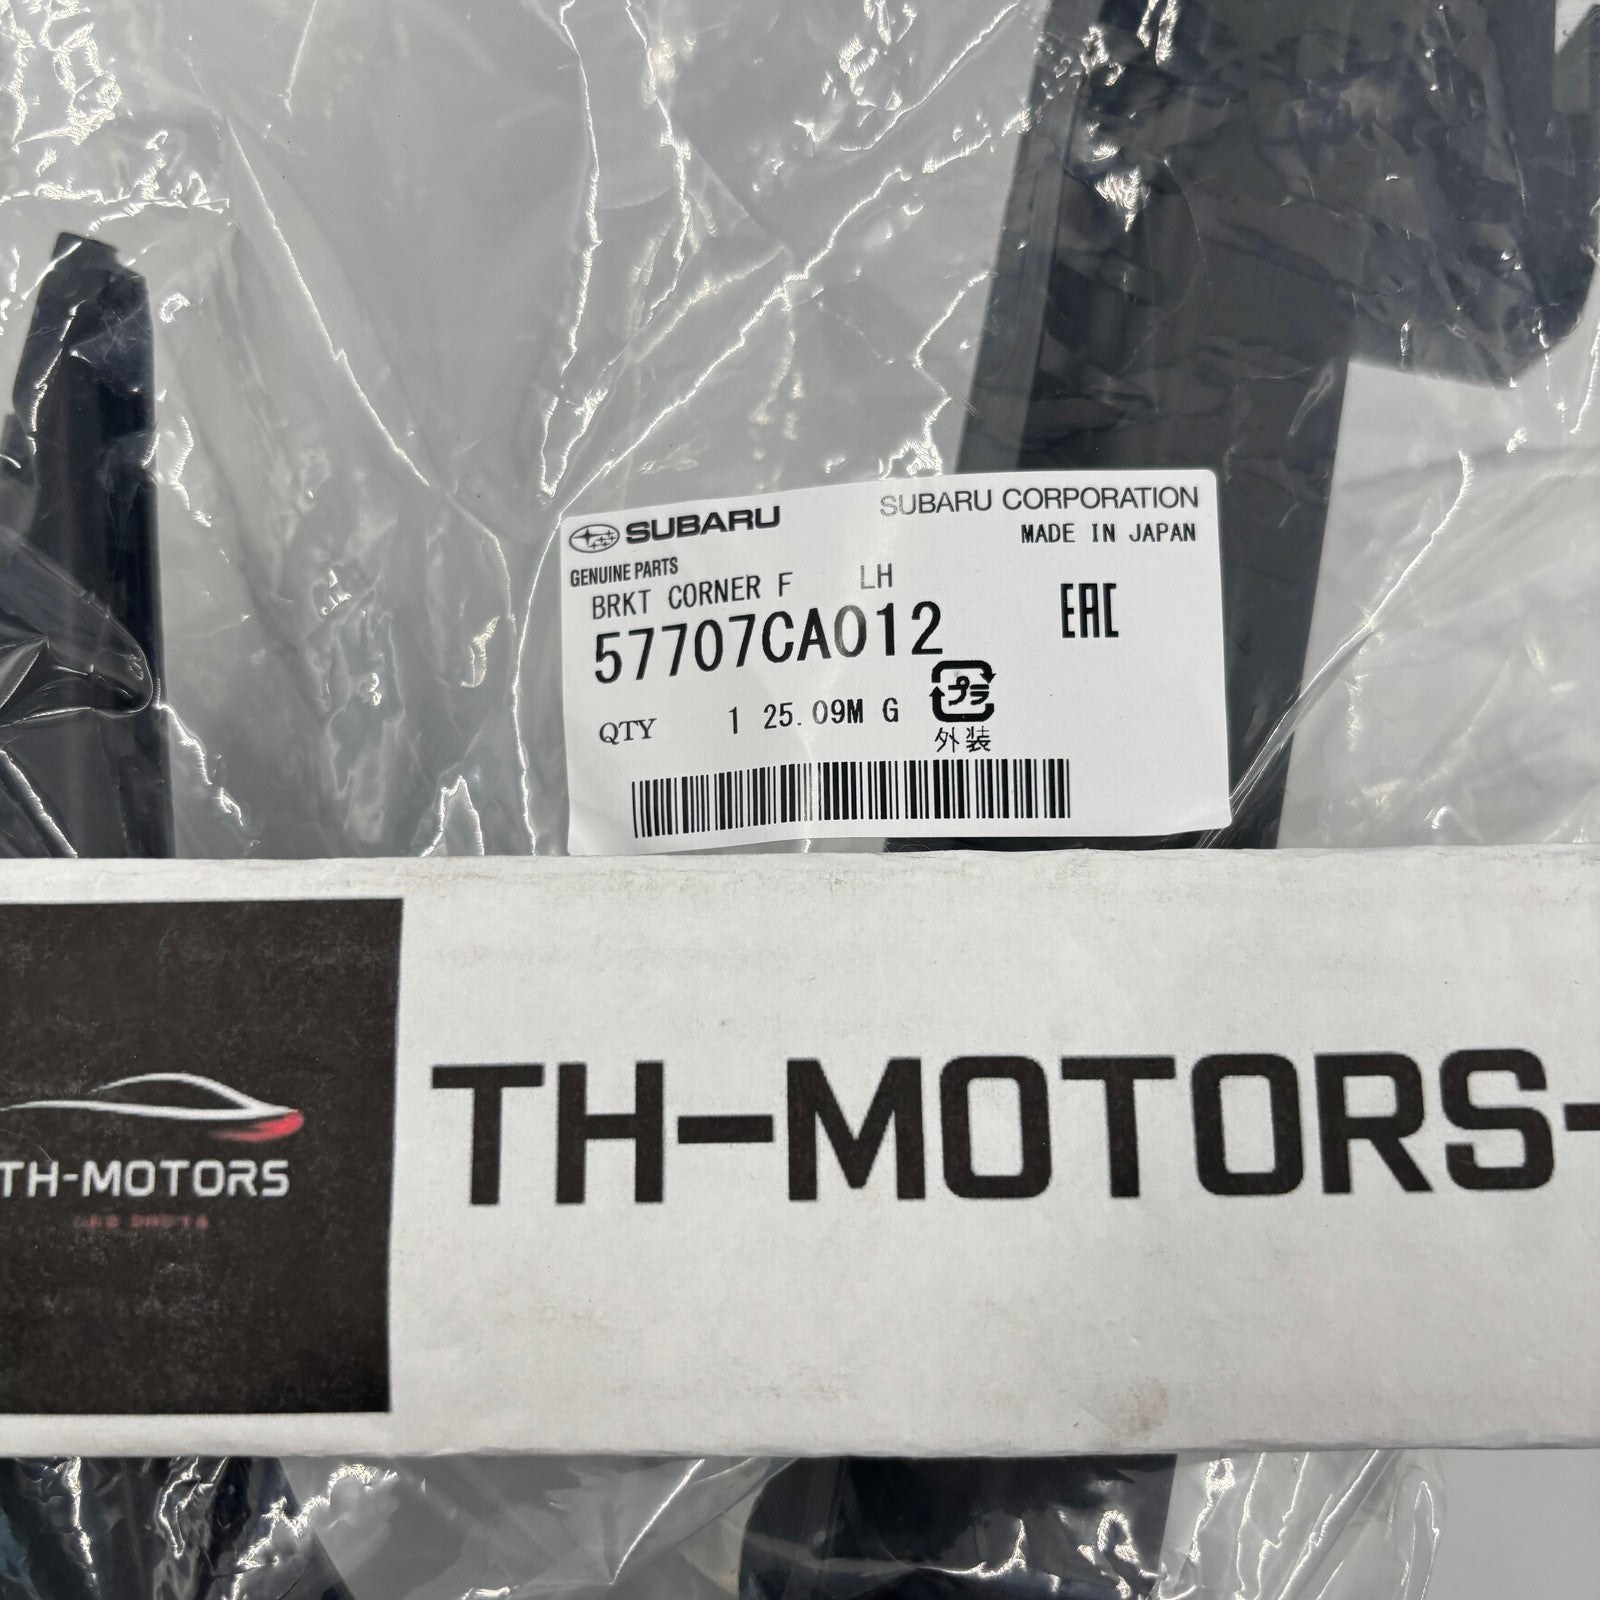 SUBARU
SUBARU CORPORATION
MADE IN JAPAN
GENUINE PARTS
BRKT CORNER F LH
57707CA012
EAC
QTY 1 25.09M G
プラ
外装
TH-MOTORS
TH-MOTORS-